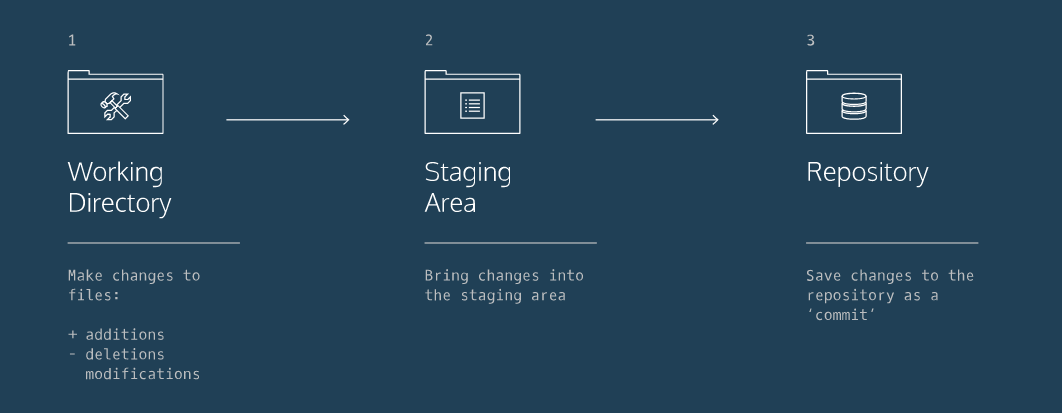 1
Working
Directory
Make changes to
files:
+ additions
- deletions
modifications
2
Staging
Area
Bring changes into
the staging area
3
Repository
Save changes to the
repository as a
‘commit’